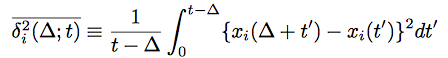 \overline{\delta_i^2(\Delta; t)} \equiv \frac{1}{t - \Delta} \int_0^{t-\Delta} \{x_i(\Delta + t') - x_i(t')\}^2 dt'